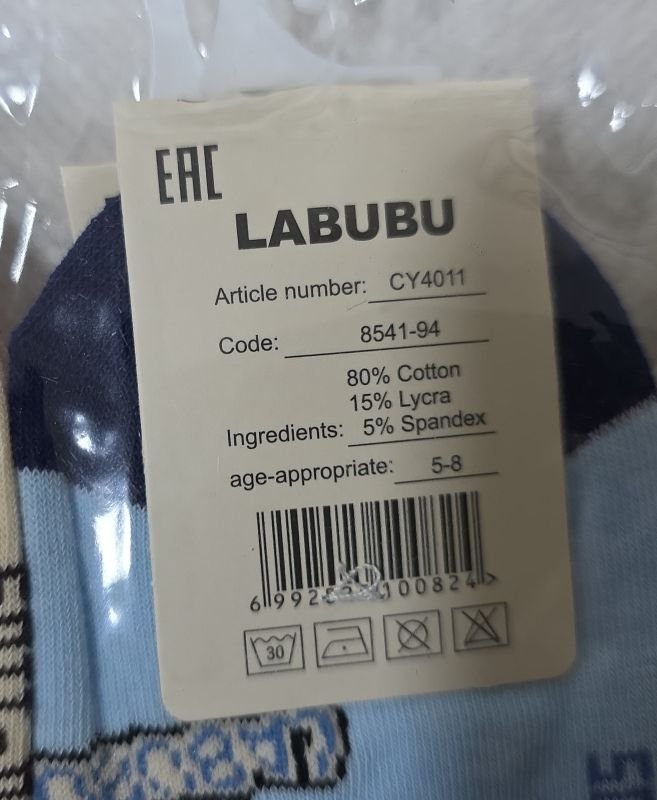 EAC
LABUBU
Article number: CY4011
Code: 8541-94
80% Cotton
15% Lycra
Ingredients: 5% Spandex
age-appropriate: 5-8
30